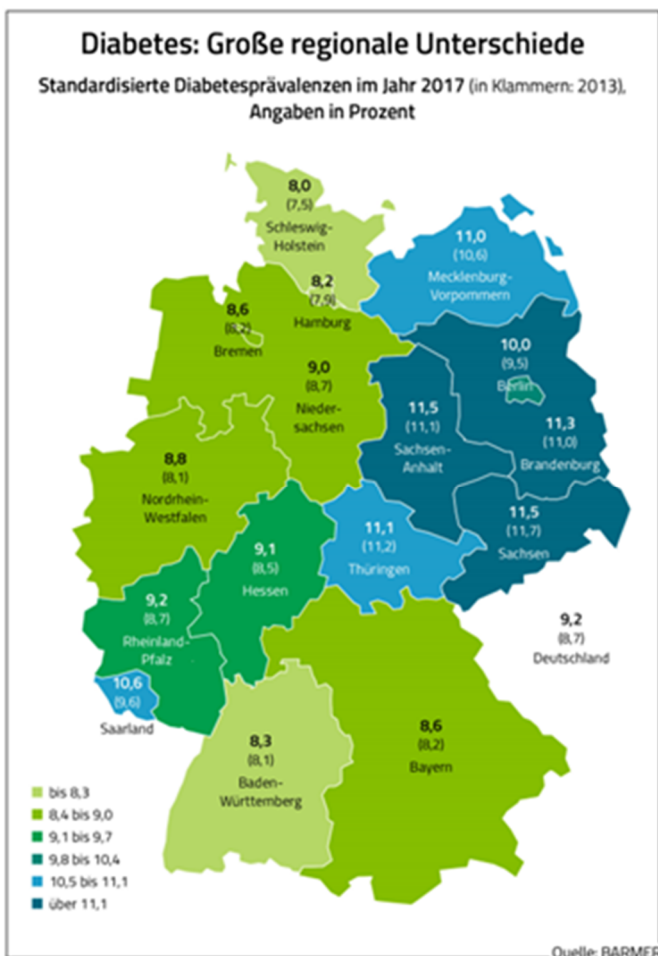 Diabetes: Große regionale Unterschiede
Standardisierte Diabetesprävalenzen im Jahr 2017 (in Klammern: 2013),
Angaben in Prozent
8,0
(7,5)
Schleswig-
Holstein
11,0
(10,6)
Mecklenburg-
Vorpommern
8,2
(7,9)
Hamburg
8,6
(8,2)
Bremen
10,0
(9,5)
Berlin
9,0
(8,7)
Nieder-
sachsen
11,5
(11,1)
Sachsen-
Anhalt
11,3
(11,0)
Brandenburg
8,8
(8,1)
Nordrhein-
Westfalen
11,5
(11,7)
Sachsen
11,1
(11,2)
Thüringen
9,1
(8,5)
Hessen
9,2
(8,7)
Rheinland-
Pfalz
9,2
(8,7)
Deutschland
10,6
(9,6)
Saarland
8,3
(8,1)
Baden-
Württemberg
8,6
(8,2)
Bayern
bis 8,3
8,4 bis 9,0
9,1 bis 9,7
9,8 bis 10,4
10,5 bis 11,1
über 11,1
Quelle: BARMER